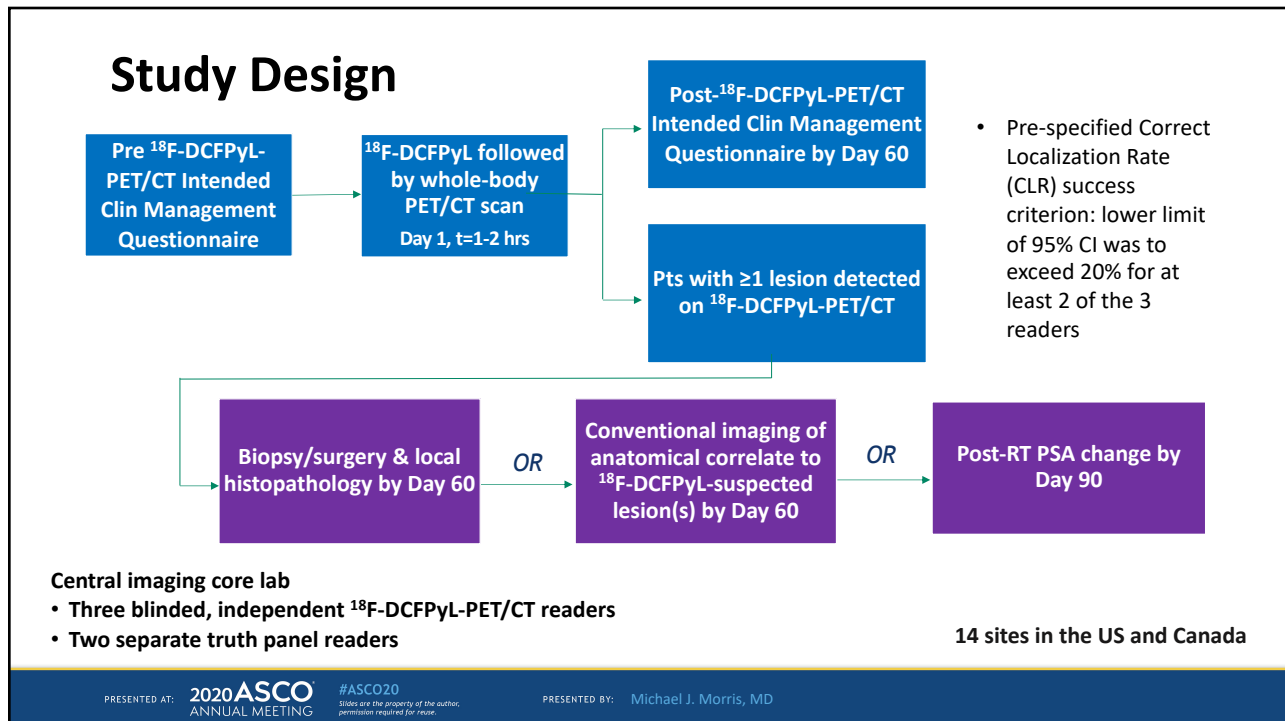 Study Design
Pre ¹⁸F-DCFPyL-
PET/CT Intended
Clin Management
Questionnaire
¹⁸F-DCFPyL followed
by whole-body
PET/CT scan
Day 1, t=1-2 hrs
Post-¹⁸F-DCFPyL-PET/CT
Intended Clin Management
Questionnaire by Day 60
Pts with ≥1 lesion detected
on ¹⁸F-DCFPyL-PET/CT
• Pre-specified Correct
Localization Rate
(CLR) success
criterion: lower limit
of 95% CI was to
exceed 20% for at
least 2 of the 3
readers
Biopsy/surgery & local
histopathology by Day 60
OR
Conventional imaging of
anatomical correlate to
¹⁸F-DCFPyL-suspected
lesion(s) by Day 60
OR
Post-RT PSA change by
Day 90
Central imaging core lab
• Three blinded, independent ¹⁸F-DCFPyL-PET/CT readers
• Two separate truth panel readers
14 sites in the US and Canada
PRESENTED AT:
2020 ASCO®
ANNUAL MEETING
#ASCO20
Slides are the property of the author,
permission required for reuse.
PRESENTED BY:
Michael J. Morris, MD